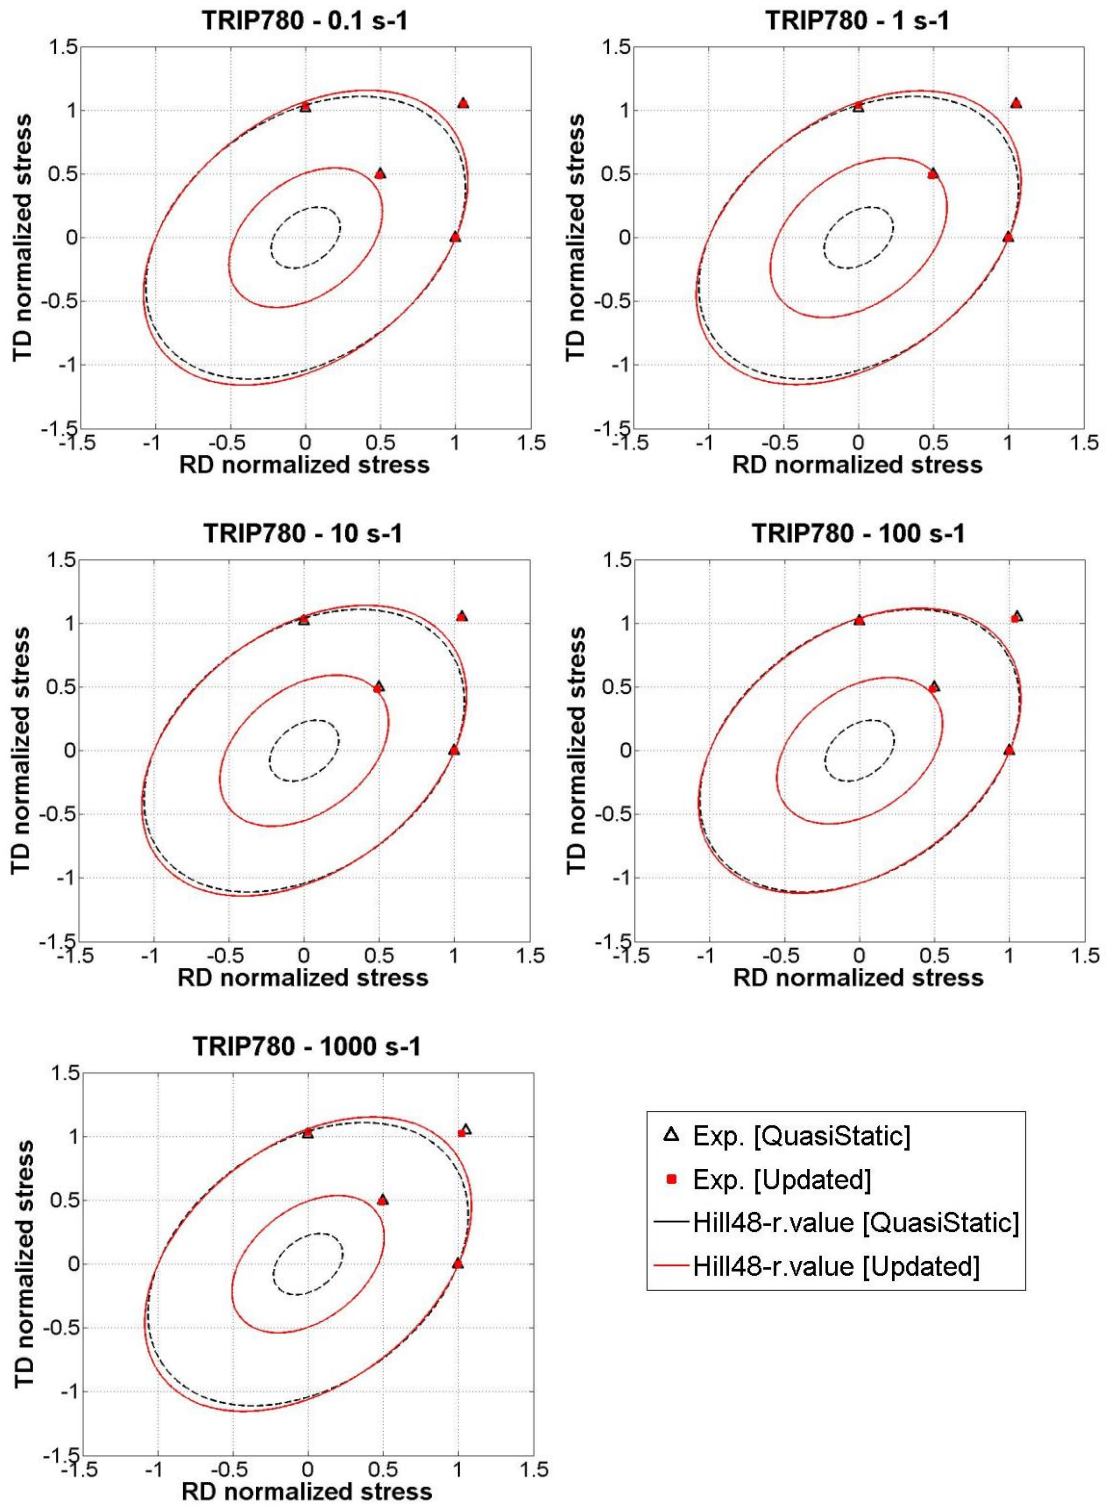 TRIP780 - 0.1 s-1
1.5
1
0.5
0
-0.5
-1
-1.5
TD normalized stress
-1.5 -1 -0.5 0 0.5 1 1.5
RD normalized stress
TRIP780 - 1 s-1
1.5
1
0.5
0
-0.5
-1
-1.5
TD normalized stress
-1.5 -1 -0.5 0 0.5 1 1.5
RD normalized stress
TRIP780 - 10 s-1
1.5
1
0.5
0
-0.5
-1
-1.5
TD normalized stress
-1.5 -1 -0.5 0 0.5 1 1.5
RD normalized stress
TRIP780 - 100 s-1
1.5
1
0.5
0
-0.5
-1
-1.5
TD normalized stress
-1.5 -1 -0.5 0 0.5 1 1.5
RD normalized stress
TRIP780 - 1000 s-1
1.5
1
0.5
0
-0.5
-1
-1.5
TD normalized stress
-1.5 -1 -0.5 0 0.5 1 1.5
RD normalized stress
Exp. [QuasiStatic]
Exp. [Updated]
Hill48-r.value [QuasiStatic]
Hill48-r.value [Updated]